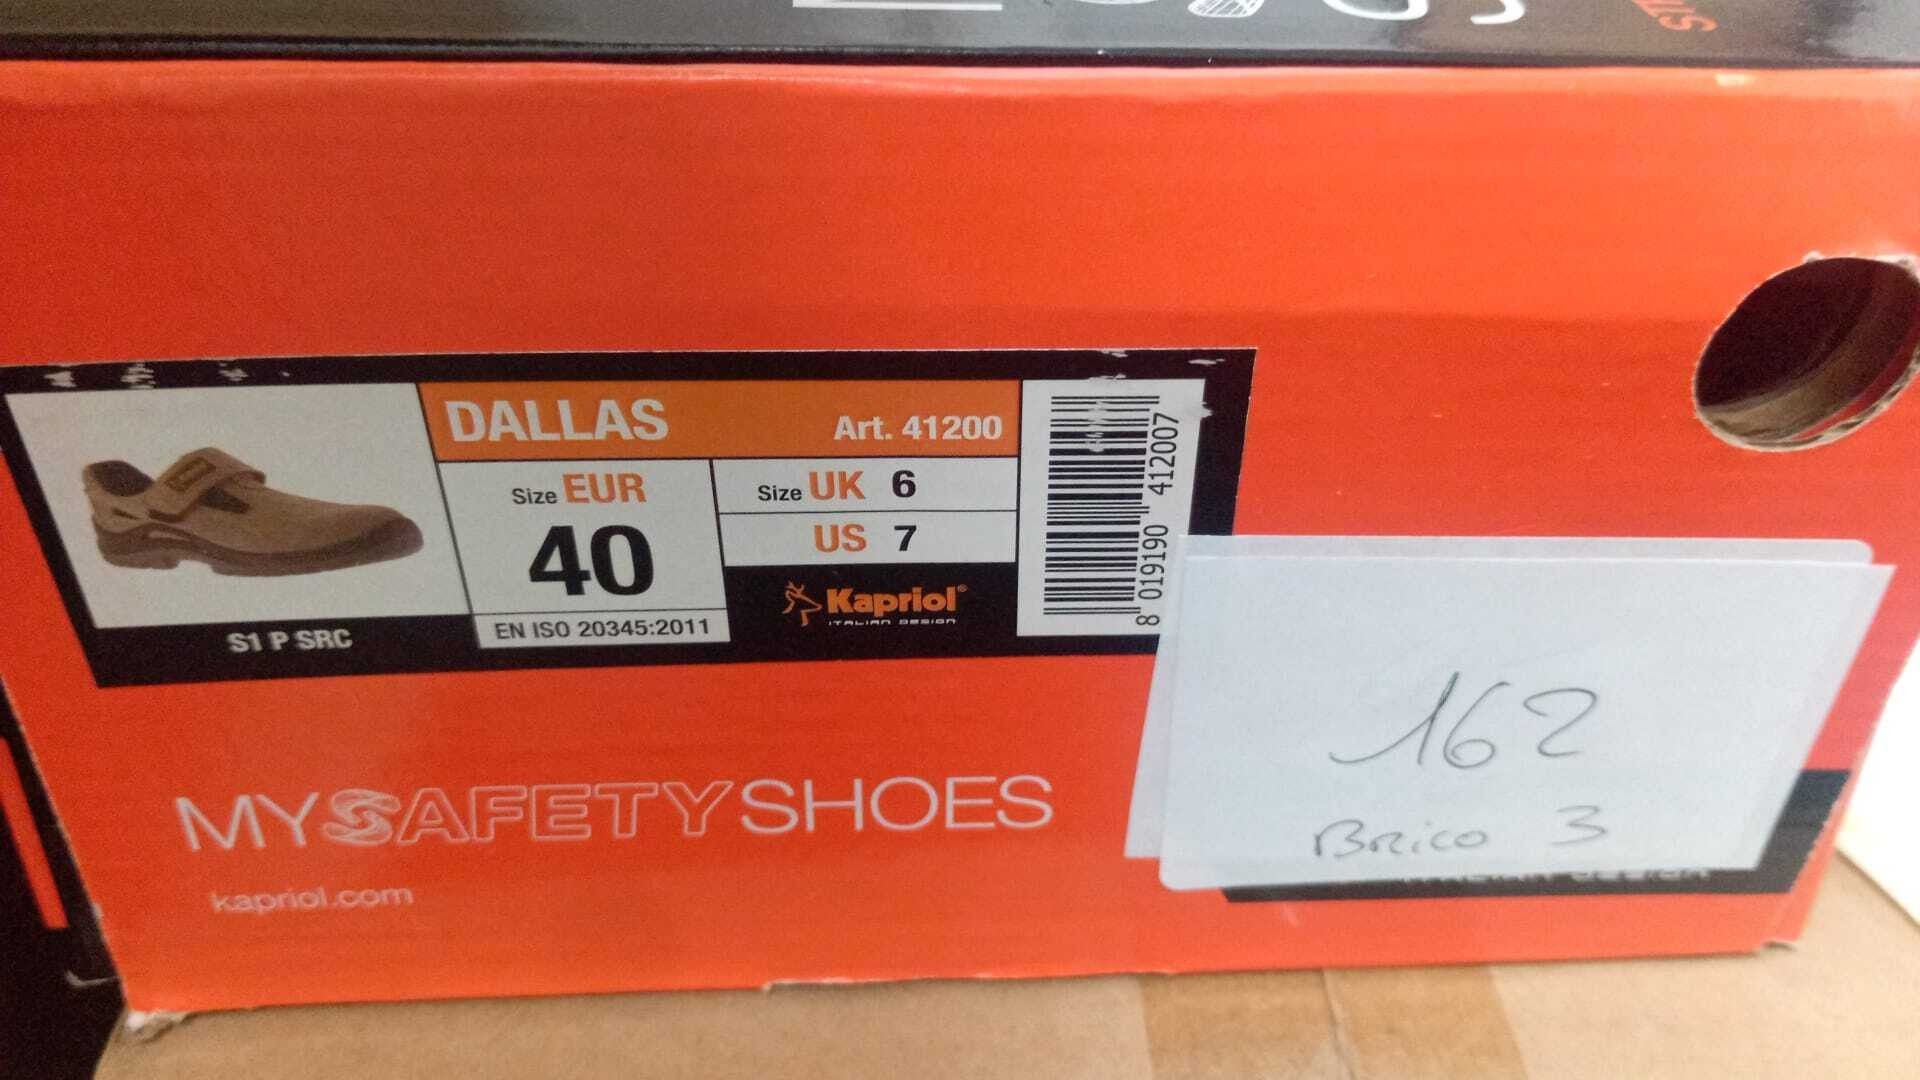 DALLAS
Art. 41200
Size EUR
40
Size UK 6
US 7
Kapriol®
ITALIAN DESIGN
S1 P SRC
EN ISO 20345:2011
8 019190 412007
MYSAFETYSHOES
kapriol.com
162
Brico 3